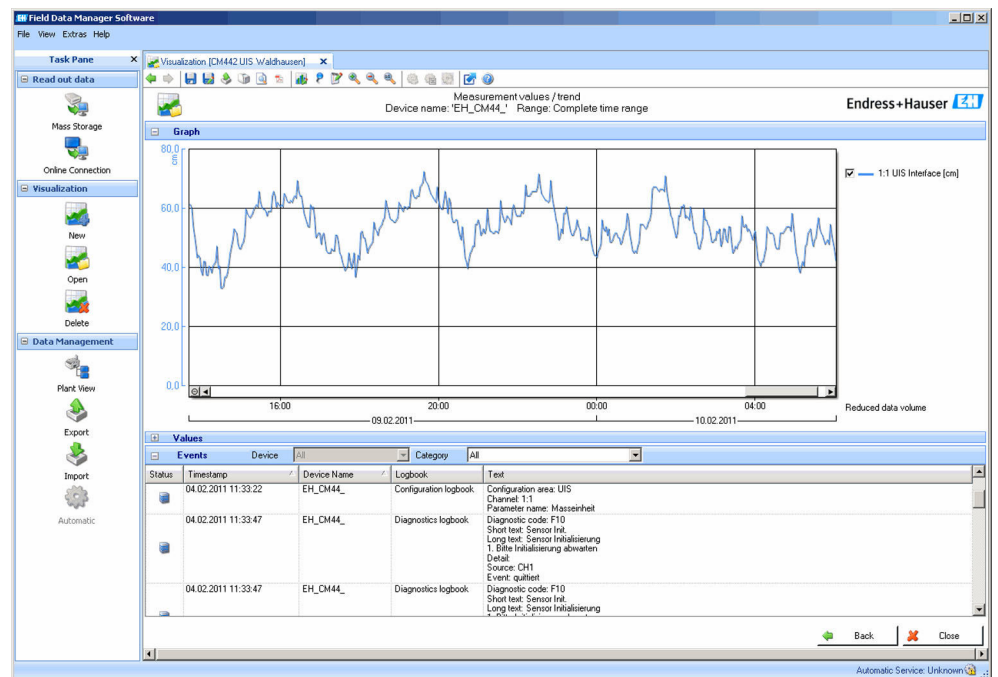 Field Data Manager Software
File View Extras Help
Task Pane
Read out data
Mass Storage
Online Connection
Visualization
New
Open
Delete
Data Management
Plant View
Export
Import
Automatic
Visualization [CM442 UIS Waldhausen]
Measurement values / trend
Device name: 'EH_CM44_' Range: Complete time range
Endress+Hauser EH
Graph
80,0
cm
60,0
40,0
20,0
0,0
16:00 20:00 00:00 04:00
09.02.2011 10.02.2011
1:1 UIS Interface [cm]
Reduced data volume
Values
Events Device All Category All
Status Timestamp Device Name Logbook Text
04.02.2011 11:33:22 EH_CM44_ Configuration logbook Configuration area: UIS
Channel: 1:1
Parameter name: Masseinheit
04.02.2011 11:33:47 EH_CM44_ Diagnostics logbook Diagnostic code: F10
Short text: Sensor Init.
Long text: Sensor Initialisierung
1. Bitte Initialisierung abwarten
Detail:
Source: CH1
Event: quittiert
04.02.2011 11:33:47 EH_CM44_ Diagnostics logbook Diagnostic code: F10
Short text: Sensor Init.
Long text: Sensor Initialisierung
Back Close
Automatic Service: Unknown